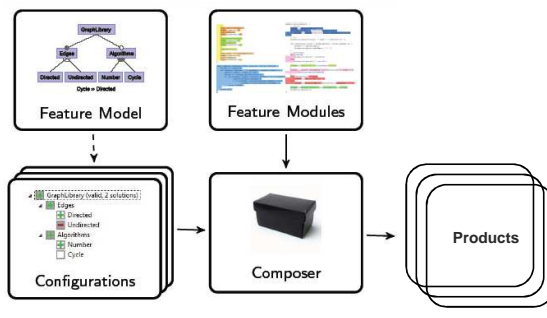 GraphLibrary
Edges
Algorithms
Directed
Undirected
Number
Cycle
Cycle ⇒ Directed
Feature Model
Feature Modules
GraphLibrary (valid, 2 solutions)
Edges
Directed
Undirected
Algorithms
Number
Cycle
Configurations
Composer
Products